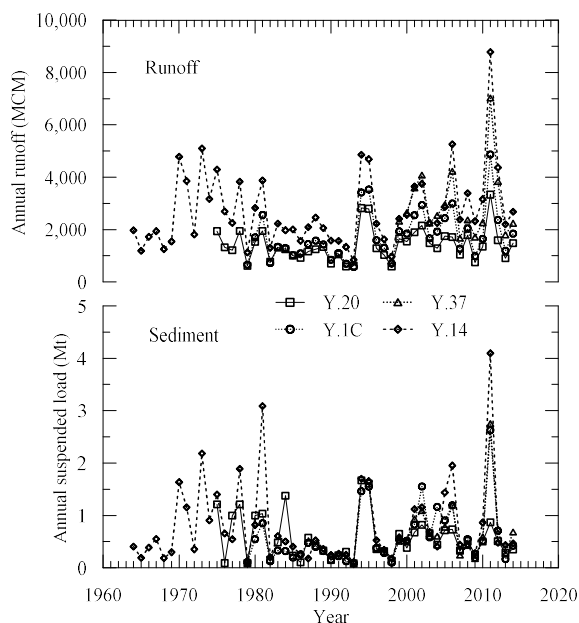 10,000
8,000
6,000
4,000
2,000
0
Annual runoff (MCM)
Runoff
5
4
3
2
1
0
Annual suspended load (Mt)
Sediment
Y.20
Y.37
Y.1C
Y.14
1960 1970 1980 1990 2000 2010 2020
Year